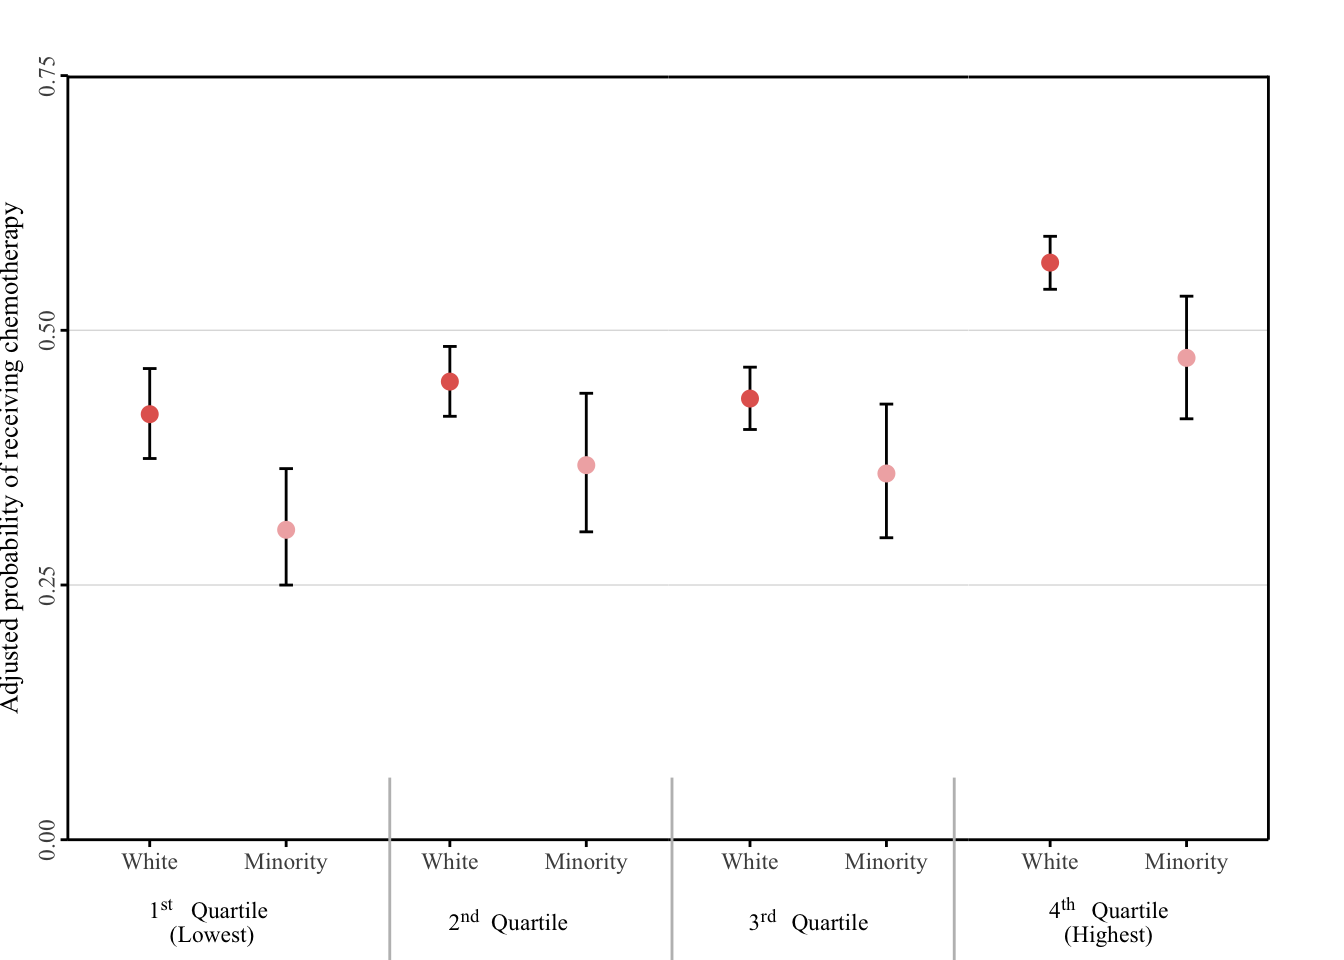 Adjusted probability of receiving chemotherapy
0.75
0.50
0.25
0.00
White Minority White Minority White Minority White Minority
1st Quartile
(Lowest)
2nd Quartile
3rd Quartile
4th Quartile
(Highest)